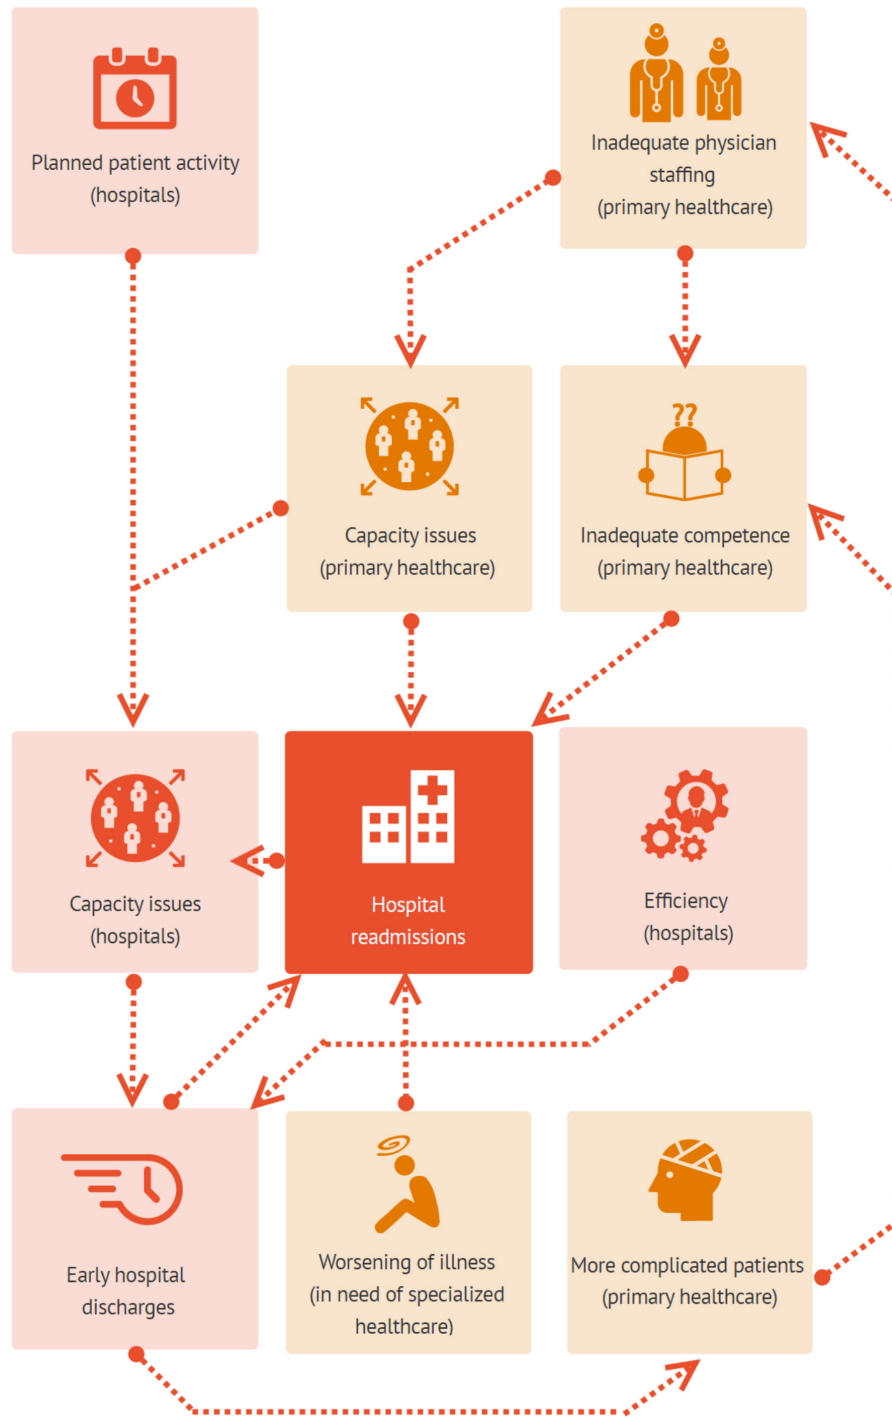 Planned patient activity
(hospitals)
Inadequate physician
staffing
(primary healthcare)
Capacity issues
(primary healthcare)
??
Inadequate competence
(primary healthcare)
Capacity issues
(hospitals)
Hospital
readmissions
Efficiency
(hospitals)
Early hospital
discharges
Worsening of illness
(in need of specialized
healthcare)
More complicated patients
(primary healthcare)